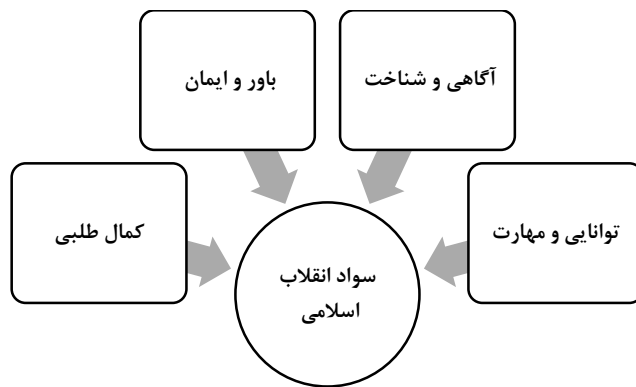 آگاهی و شناخت
باور و ایمان
توانایی و مهارت
کمال طلبی
سواد انقلاب
اسلامی